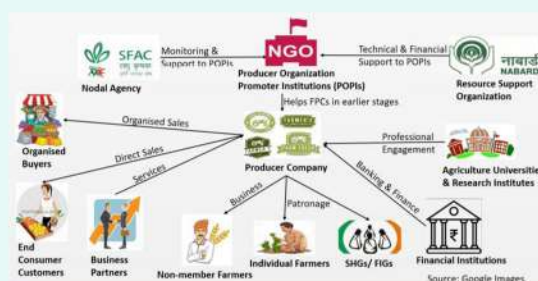 Monitoring &
Support to POPIs
SFAC
Nodal Agency
NGO
Producer Organization
Promoter Institutions (POPIs)
Technical & Financial
Support to POPIs
नाबार्ड
NABARD
Resource Support
Organization
Helps FPCs in earlier stages
Organised Sales
Organised
Buyers
Direct Sales
Services
Producer Company
Professional
Engagement
Agriculture Universities
& Research Institutes
Banking & Finance
Business
Patronage
End
Consumer
Customers
Business
Partners
Non-member Farmers
Individual Farmers
SHGs/ FIGs
₹
Financial Institutions
Source: Google Images